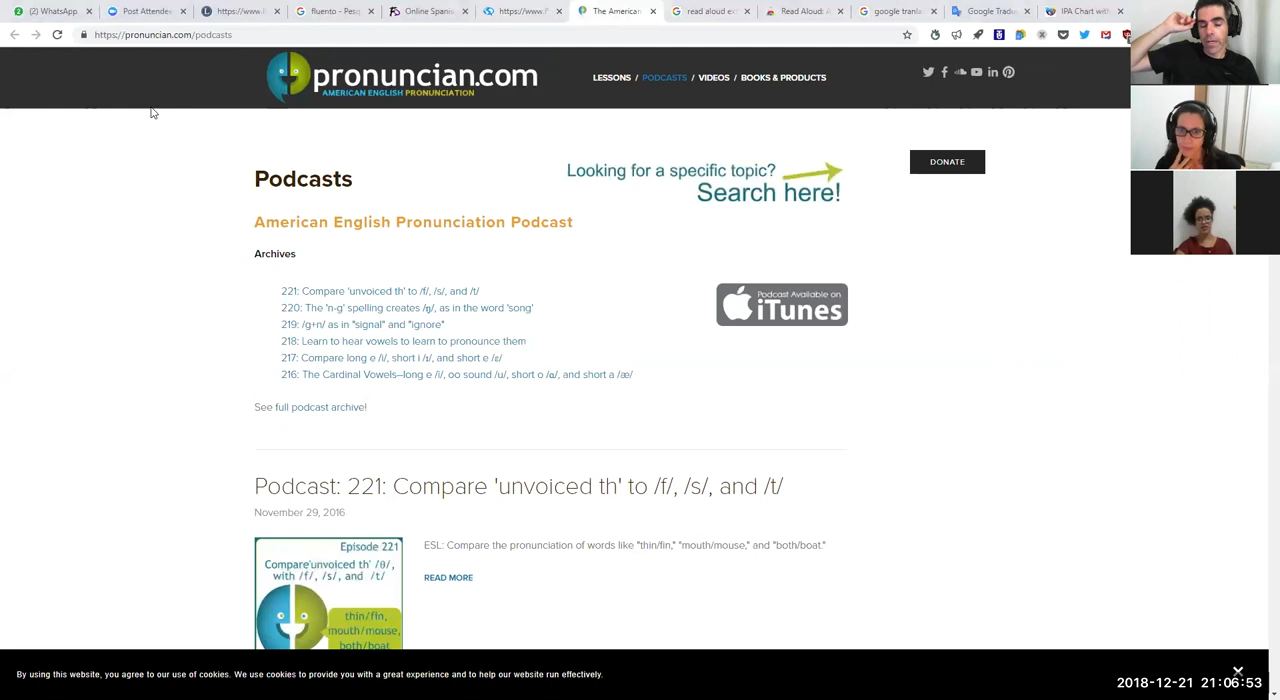 (2) WhatsApp
Post Attendee
https://www.l
fluento - Pesq
Online Spanis
https://www.f
The American
read aloud ext
Read Aloud: A
google tranla
Google Tradu
IPA Chart with
https://pronuncian.com/podcasts
pronuncian.com
AMERICAN ENGLISH PRONUNCIATION
LESSONS / PODCASTS / VIDEOS / BOOKS & PRODUCTS
Podcasts
Looking for a specific topic?
Search here!
DONATE
American English Pronunciation Podcast
Archives
221: Compare 'unvoiced th' to /f/, /s/, and /t/
220: The 'n-g' spelling creates /ŋ/, as in the word 'song'
219: /g+n/ as in "signal" and "ignore"
218: Learn to hear vowels to learn to pronounce them
217: Compare long e /i/, short i /ɪ/, and short e /ɛ/
216: The Cardinal Vowels–long e /i/, oo sound /u/, short o /ɑ/, and short a /æ/
Podcast Available on
iTunes
See full podcast archive!
Podcast: 221: Compare 'unvoiced th' to /f/, /s/, and /t/
November 29, 2016
Episode 221
Compare 'unvoiced th' /θ/,
with /f/, /s/, and /t/
thin/fin,
mouth/mouse,
both/boat
ESL: Compare the pronunciation of words like "thin/fin," "mouth/mouse," and "both/boat."
READ MORE
By using this website, you agree to our use of cookies. We use cookies to provide you with a great experience and to help our website run effectively.
2018-12-21 21:06:53